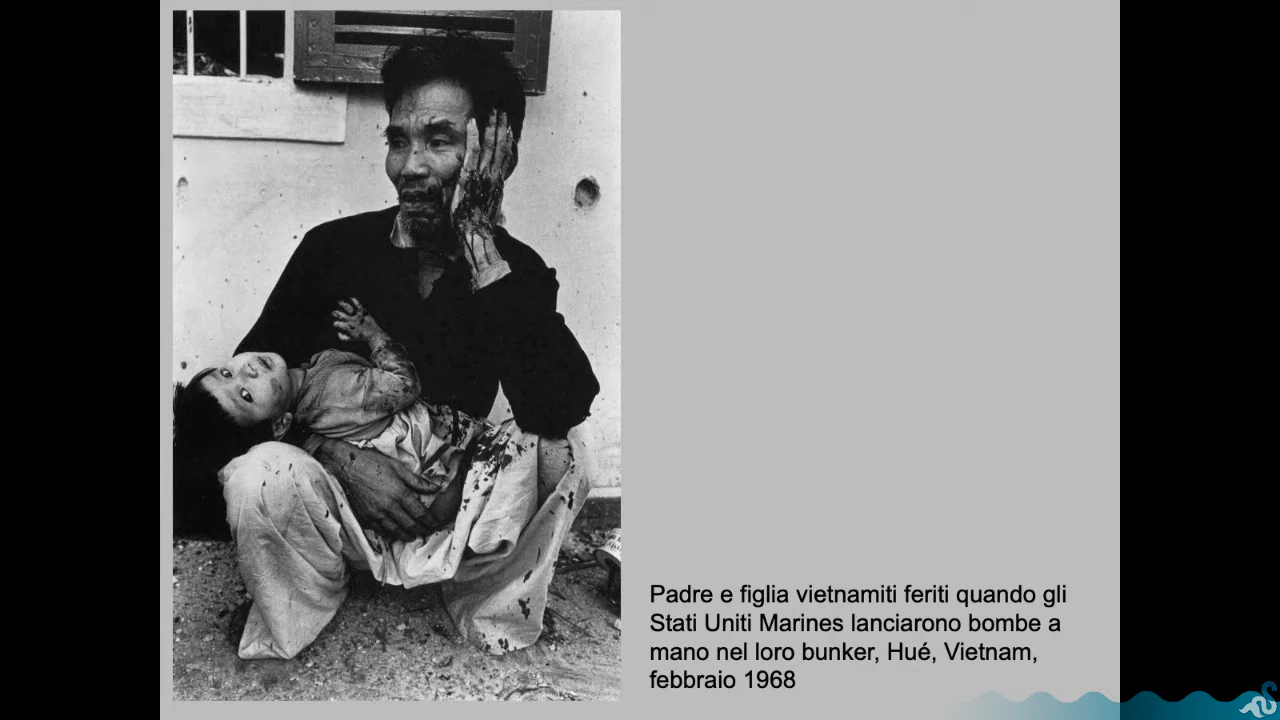 Padre e figlia vietnamiti feriti quando gli
Stati Uniti Marines lanciarono bombe a
mano nel loro bunker, Hué, Vietnam,
febbraio 1968